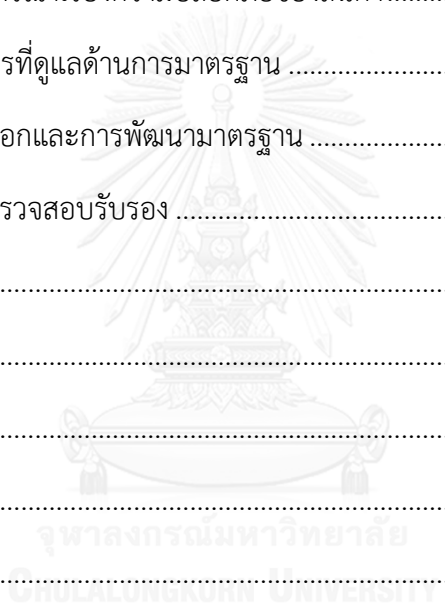 รที่ดูแลด้านการมาตรฐาน ....................
อกและการพัฒนามาตรฐาน ..................
รวจสอบรับรอง ......................................
................................................................
................................................................
................................................................
................................................................
จุฬาลงกรณ์มหาวิทยาลัย
................................................................
CHULALONGKORN UNIVERSITY